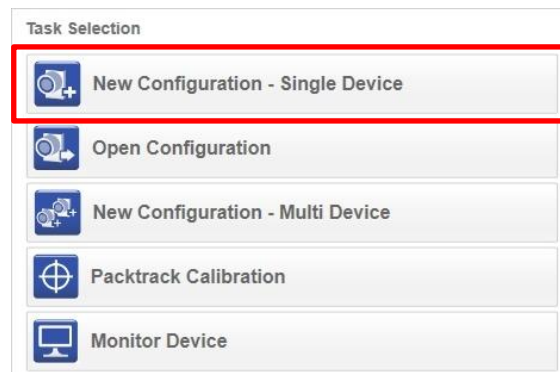 Task Selection
New Configuration - Single Device
Open Configuration
New Configuration - Multi Device
Packtrack Calibration
Monitor Device